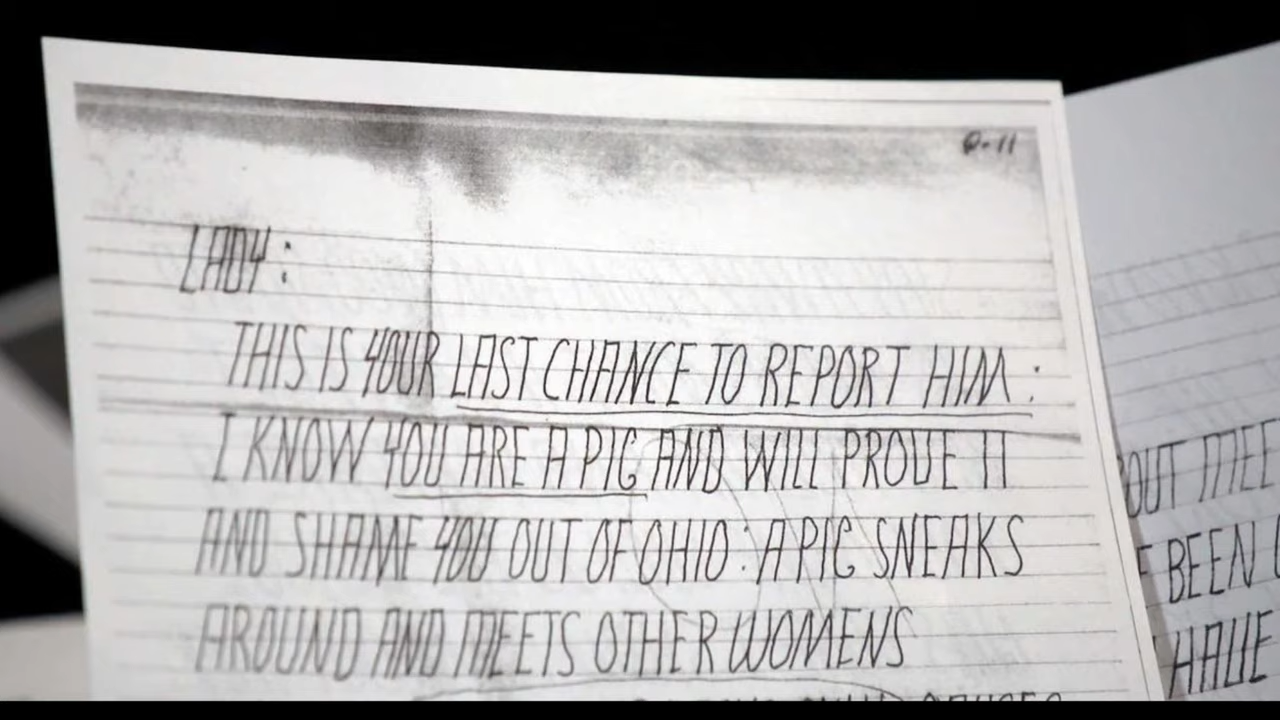 Q-11
LADY:
THIS IS YOUR LAST CHANCE TO REPORT HIM:
I KNOW YOU ARE A PIG AND WILL PROVE IT
AND SHAME YOU OUT OF OHIO: A PIG SNEAKS
AROUND AND MEETS OTHER WOMENS
OUT MEE
BEEN
HAVE